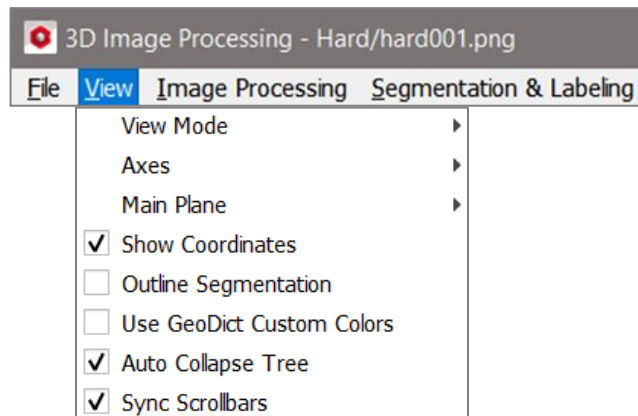 3D Image Processing - Hard/hard001.png
File View Image Processing Segmentation & Labeling
View Mode
Axes
Main Plane
Show Coordinates
Outline Segmentation
Use GeoDict Custom Colors
Auto Collapse Tree
Sync Scrollbars